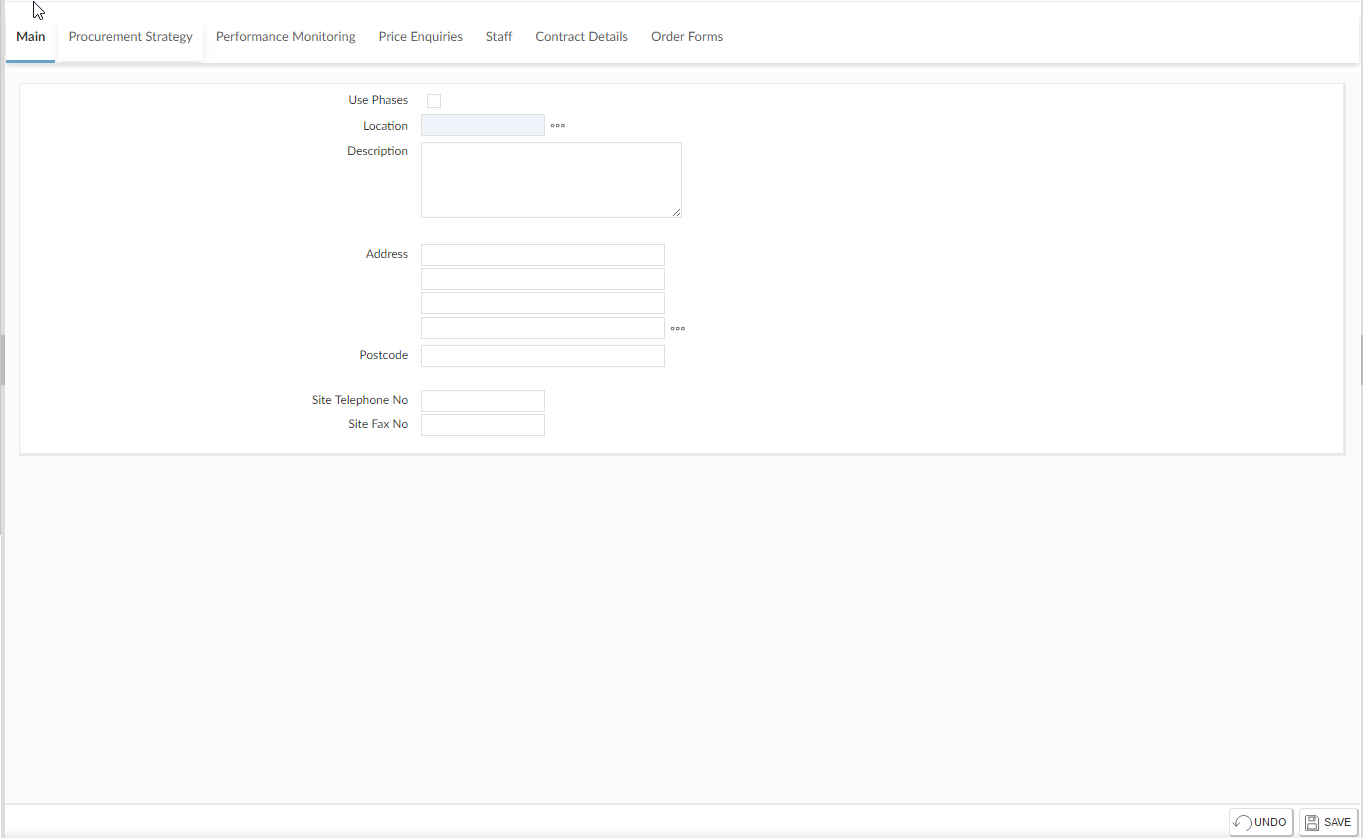 Main Procurement Strategy Performance Monitoring Price Enquiries Staff Contract Details Order Forms
Use Phases
Location
Description
Address
Postcode
Site Telephone No
Site Fax No
UNDO SAVE